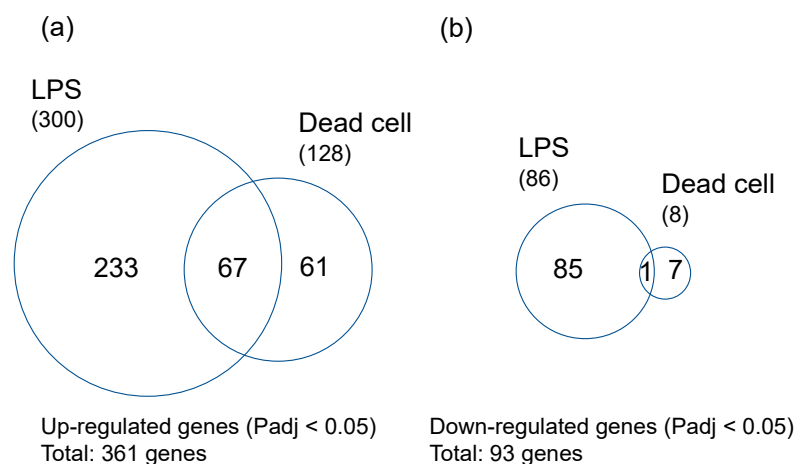 (a)
LPS
(300)
Dead cell
(128)
233 67 61
Up-regulated genes (Padj < 0.05)
Total: 361 genes
(b)
LPS
(86)
Dead cell
(8)
85 1 7
Down-regulated genes (Padj < 0.05)
Total: 93 genes